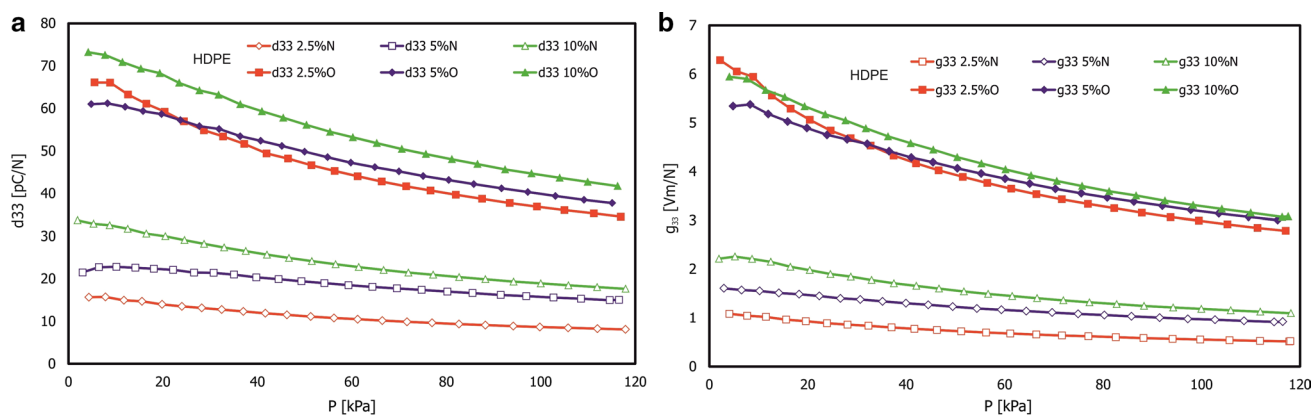 a
80
70
60
50
40
30
20
10
0
d33 [pC/N]
HDPE
d33 2.5%N d33 5%N d33 10%N
d33 2.5%O d33 5%O d33 10%O
0 20 40 60 80 100 120
P [kPa]
b
7
6
5
4
3
2
1
0
g33 [Vm/N]
HDPE
g33 2.5%N g33 5%N g33 10%N
g33 2.5%O g33 5%O g33 10%O
0 20 40 60 80 100 120
P [kPa]